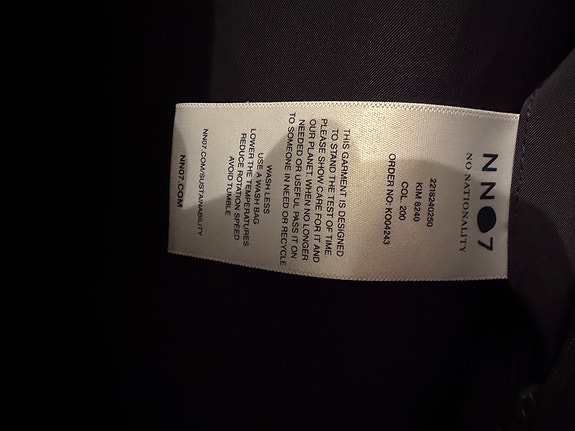 NN●7
NO NATIONALITY
2218240250
KIM 8240
COL. 200
ORDER NO: KO04243
THIS GARMENT IS DESIGNED
TO STAND THE TEST OF TIME
PLEASE SHOW CARE FOR IT AND
OUR PLANET. WHEN NO LONGER
NEEDED OR USEFUL PASS IT ON
TO SOMEONE IN NEED OR RECYCLE
WASH LESS
USE A WASH BAG
LOWER THE TEMPERATURES
REDUCE ROTATION SPEED
AVOID TUMBLE
NN07.COM/SUSTAINABILITY
NN07.COM